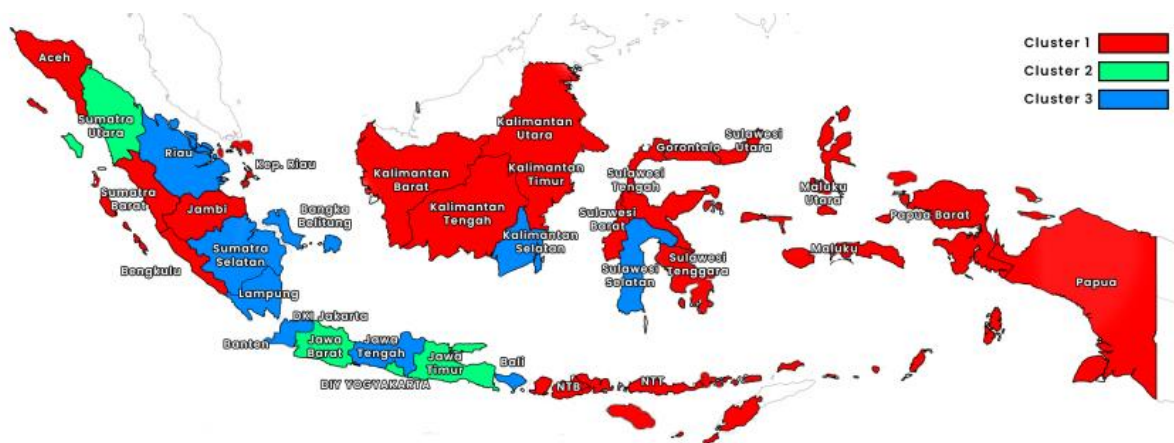 Cluster 1
Cluster 2
Cluster 3
Aceh
Sumatra
Utara
Riau
Kep. Riau
Sumatra
Barat
Jambi
Bangka
Belitung
Sumatra
Selatan
Bengkulu
Lampung
DKI Jakarta
Banten
Jawa
Barat
Jawa
Tengah
Jawa
Timur
DIY YOGYAKARTA
Bali
NTB
NTT
Kalimantan
Utara
Kalimantan
Barat
Kalimantan
Timur
Kalimantan
Tengah
Kalimantan
Selatan
Gorontalo
Sulawesi
Utara
Sulawesi
Tengah
Sulawesi
Barat
Sulawesi
Selatan
Sulawesi
Tenggara
Maluku
Utara
Maluku
Papua Barat
Papua